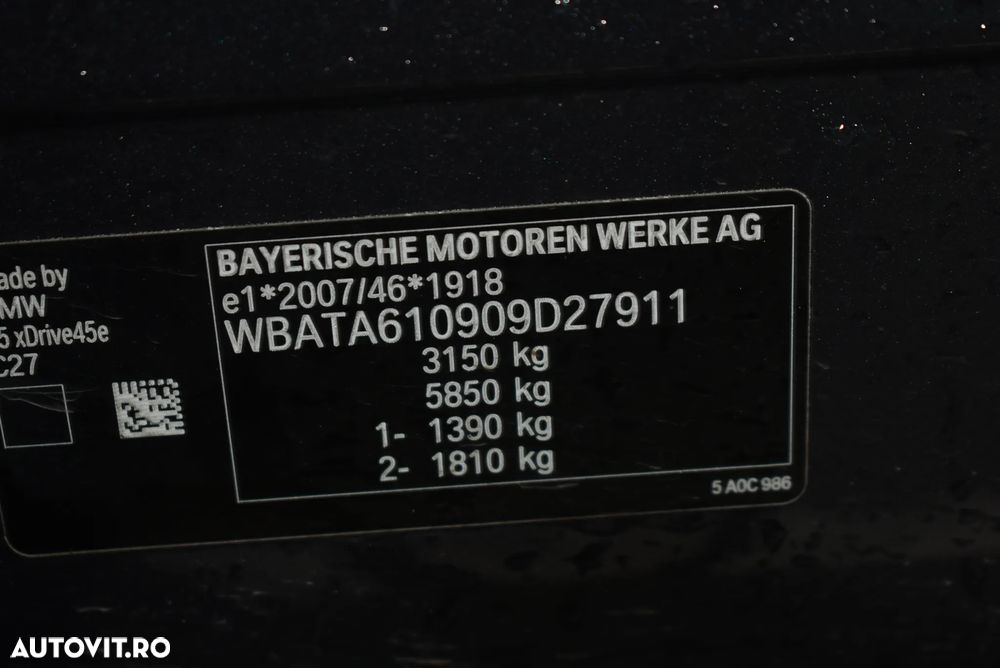 ade by
MW
5 xDrive45e
C27
BAYERISCHE MOTOREN WERKE AG
e1*2007/46*1918
WBATA610909D27911
3150 kg
5850 kg
1- 1390 kg
2- 1810 kg
5 A0C 986
AUTOVIT.RO